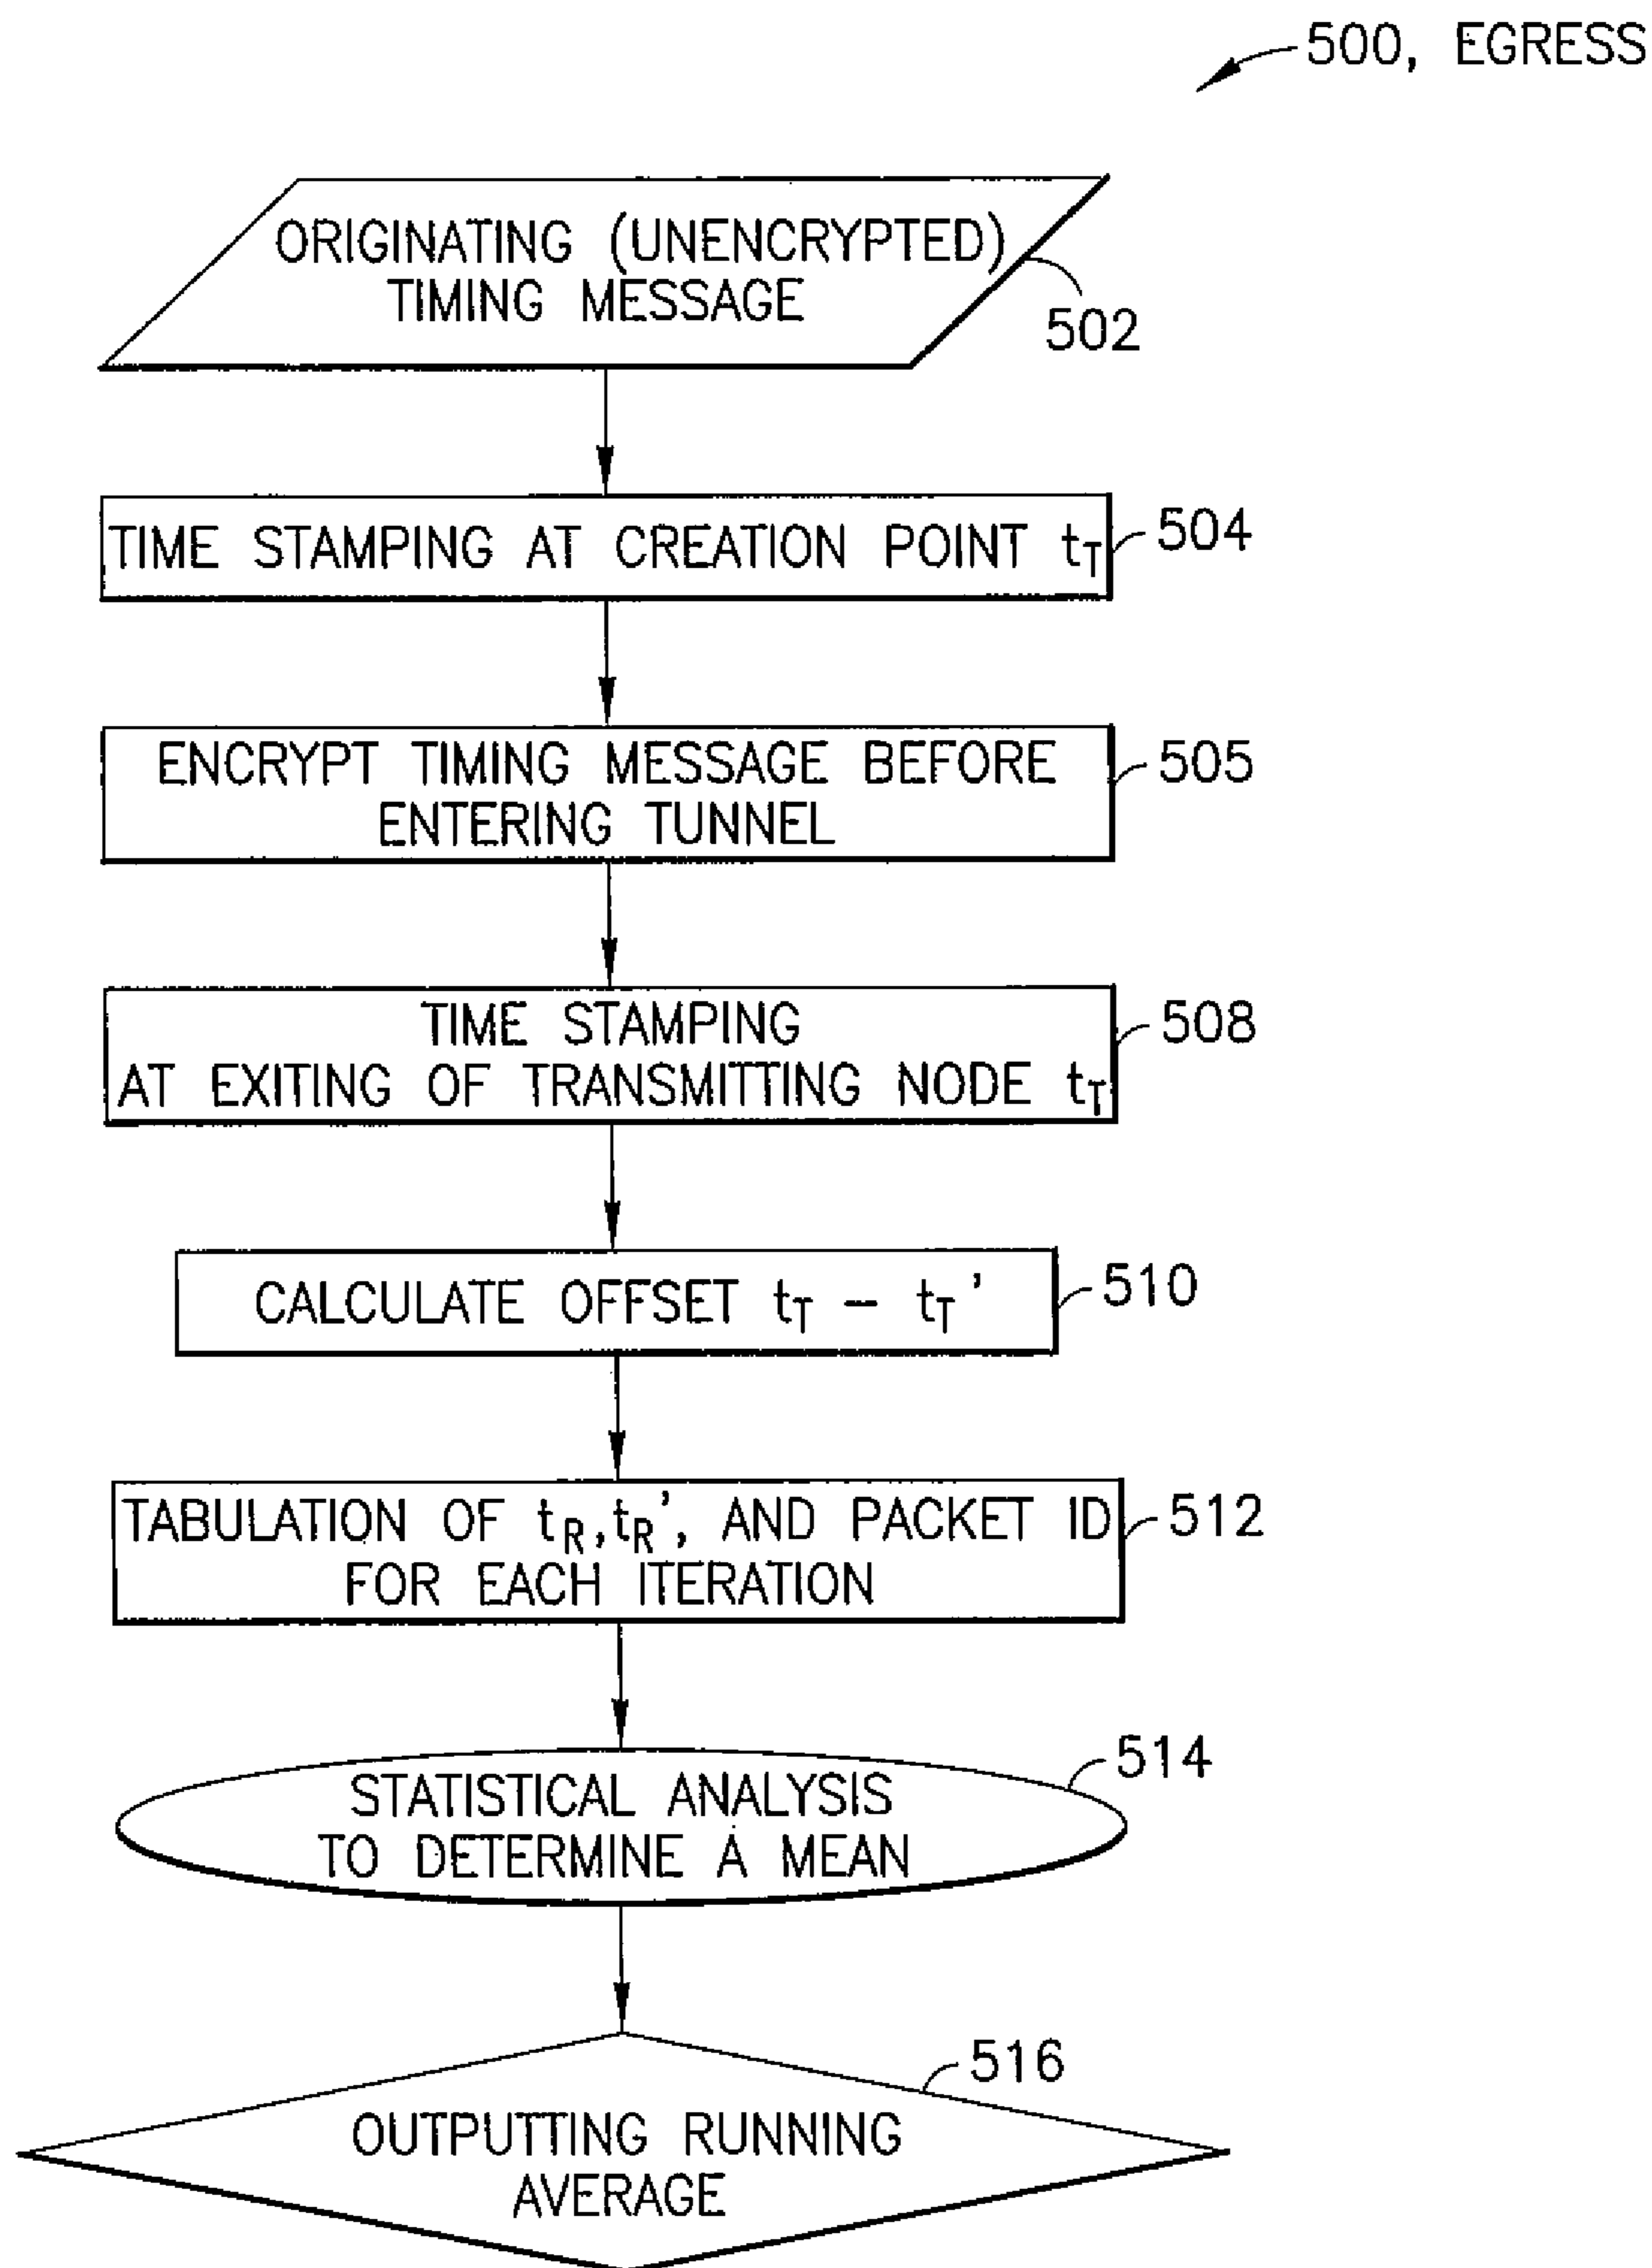 500, EGRESS
ORIGINATING (UNENCRYPTED)
TIMING MESSAGE
502
TIME STAMPING AT CREATION POINT tT
504
ENCRYPT TIMING MESSAGE BEFORE
ENTERING TUNNEL
505
TIME STAMPING
AT EXITING OF TRANSMITTING NODE tT
508
CALCULATE OFFSET tT – tT'
510
TABULATION OF tR,tR', AND PACKET ID
FOR EACH ITERATION
512
STATISTICAL ANALYSIS
TO DETERMINE A MEAN
514
OUTPUTTING RUNNING
AVERAGE
516